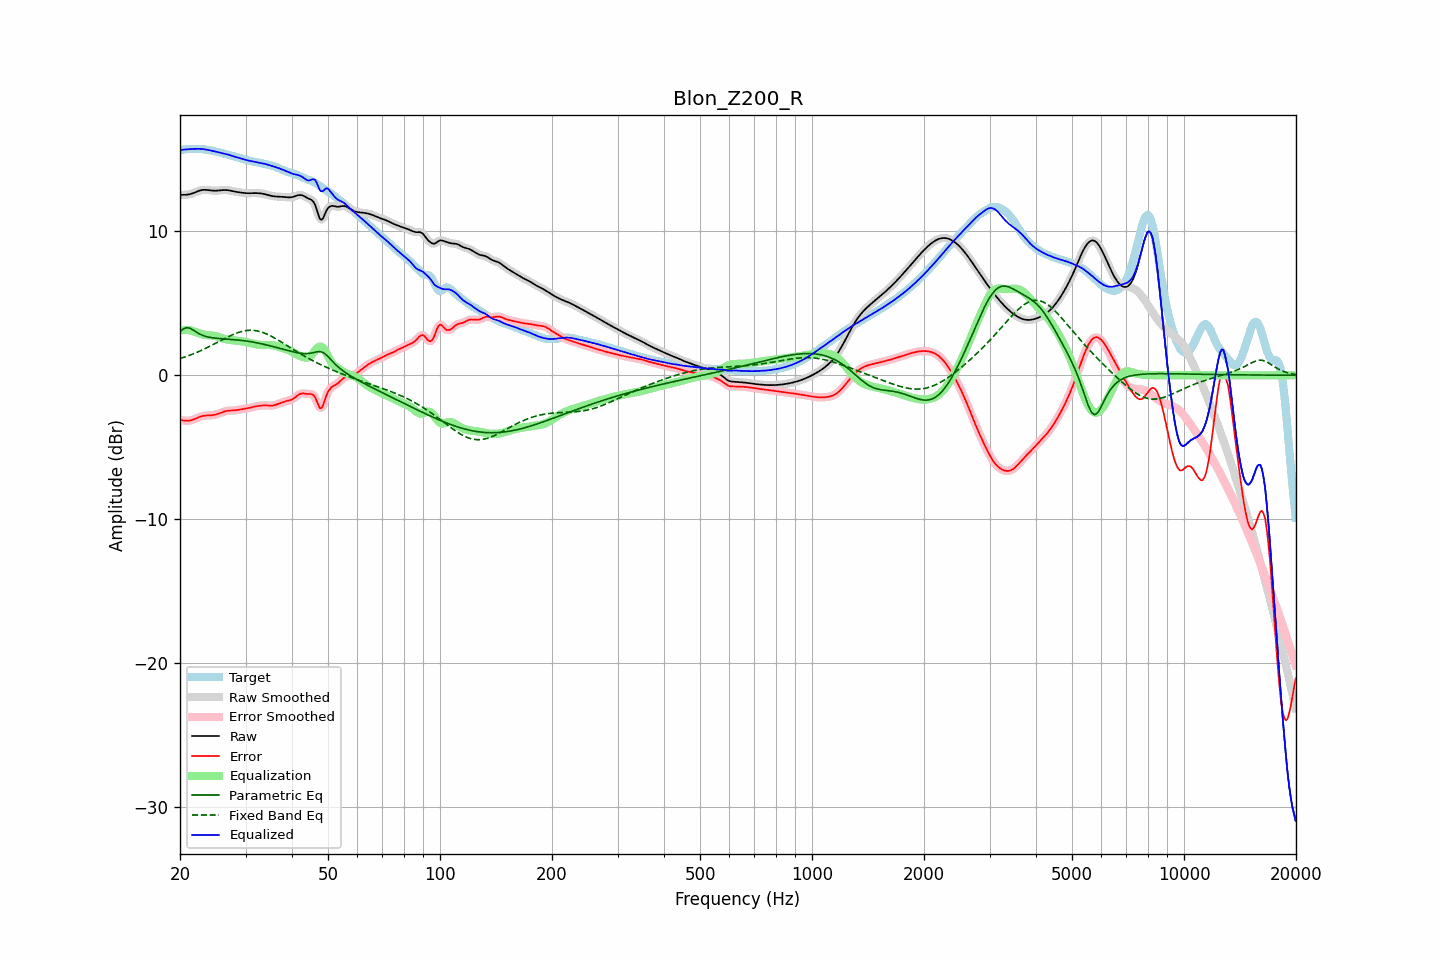 Blon_Z200_R
Amplitude (dBr)
10
0
−10
−20
−30
Target
Raw Smoothed
Error Smoothed
Raw
Error
Equalization
Parametric Eq
Fixed Band Eq
Equalized
20 50 100 200 500 1000 2000 5000 10000 20000
Frequency (Hz)